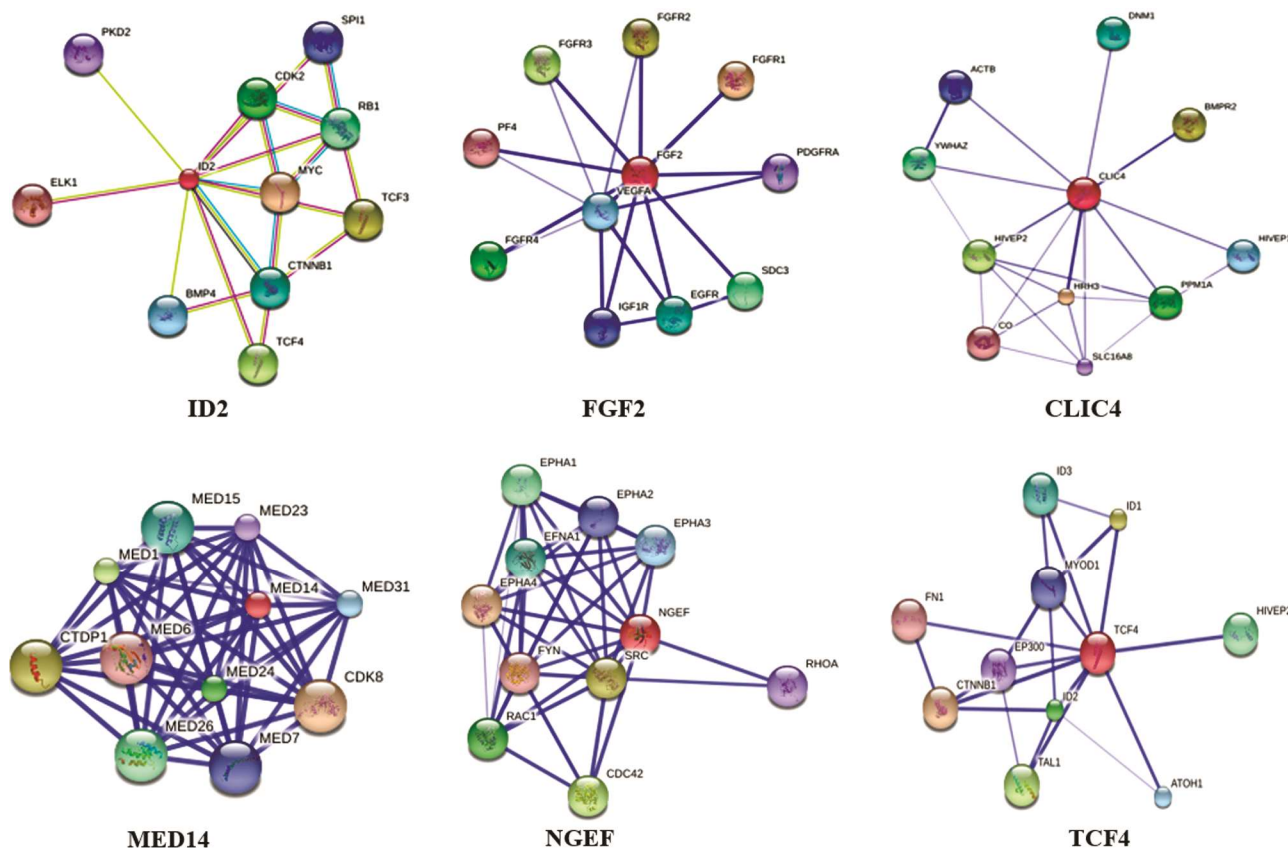 PKD2
SPI1
CDK2
RB1
ID2
MYC
ELK1
TCF3
CTNNB1
BMP4
TCF4
ID2
FGFR2
FGFR3
FGFR1
PF4
FGF2
PDGFRA
VEGFA
FGFR4
SDC3
IGF1R
EGFR
FGF2
DNM1
ACTB
BMPR2
YWHAZ
CLIC4
HIVEP2
HIVEP1
HRH3
PPM1A
CO
SLC16A8
CLIC4
MED15
MED23
MED1
MED14
MED31
CTDP1
MED6
MED24
CDK8
MED26
MED7
MED14
EPHA1
EPHA2
EFNA1
EPHA3
EPHA4
NGEF
FYN
SRC
RHOA
RAC1
CDC42
NGEF
ID3
ID1
MYOD1
FN1
TCF4
HIVEP2
EP300
CTNNB1
ID2
TAL1
ATOH1
TCF4